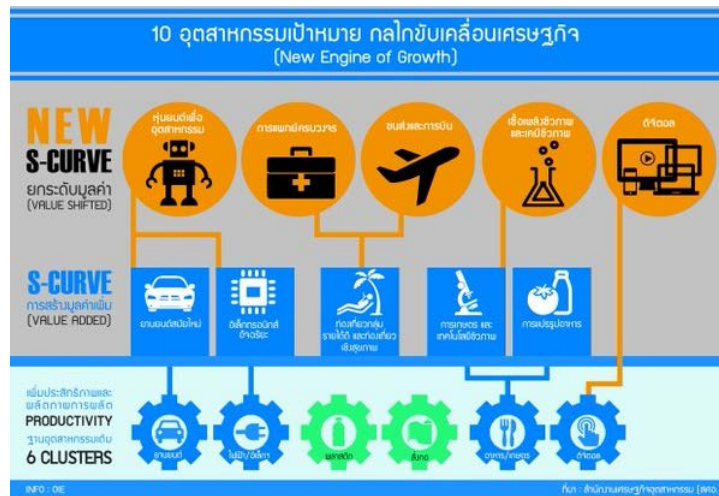 10 อุตสาหกรรมเป้าหมาย กลไกขับเคลื่อนเศรษฐกิจ
(New Engine of Growth)
NEW
S-CURVE
ยกระดับมูลค่า
(VALUE SHIFTED)
หุ่นยนต์เพื่อ
อุตสาหกรรม
การแพทย์ครบวงจร
ขนส่งและการบิน
เชื้อเพลิงชีวภาพ
และเคมีชีวภาพ
ดิจิตอล
S-CURVE
การสร้างมูลค่าเพิ่ม
(VALUE ADDED)
ยานยนต์สมัยใหม่
อิเล็กทรอนิกส์
อัจฉริยะ
ท่องเที่ยวกลุ่ม
รายได้ดี และท่องเที่ยว
เชิงสุขภาพ
การเกษตร และ
เทคโนโลยีชีวภาพ
การแปรรูปอาหาร
เพิ่มประสิทธิภาพและ
ผลิตภาพการผลิต
PRODUCTIVITY
ฐานอุตสาหกรรมเดิม
6 CLUSTERS
ยานยนต์
ไฟฟ้า/อิเล็กฯ
พลาสติก
สิ่งทอ
อาหาร/เกษตร
ดิจิตอล
INFO : OIE
ที่มา : สำนักงานเศรษฐกิจอุตสาหกรรม (สศอ.